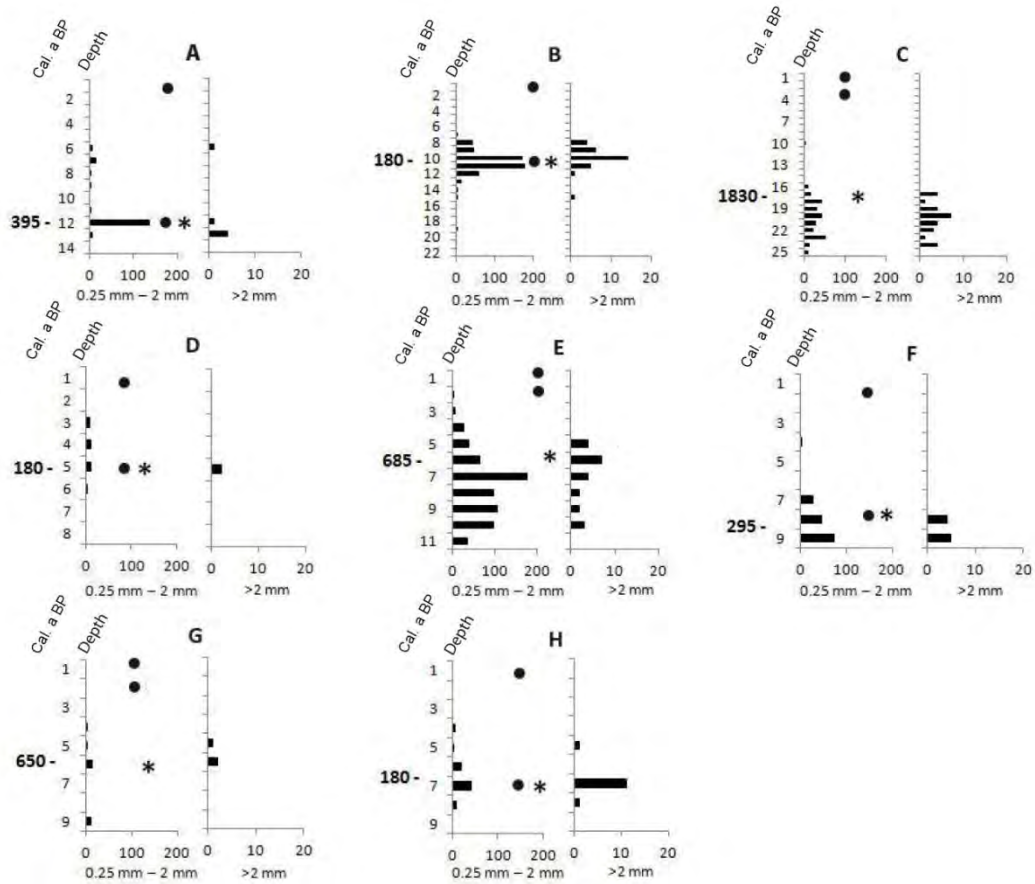 Cal. a BP Depth A
2
4
6
8
10
395 - 12 *
14
0 100 200 0 10 20
0.25 mm – 2 mm >2 mm
Cal. a BP Depth B
2
4
6
8
180 - 10 *
12
14
16
18
20
22
0 100 200 0 10 20
0.25 mm – 2 mm >2 mm
Cal. a BP Depth C
1
4
7
10
13
16
1830 - *
19
22
25
0 100 200 0 10 20
0.25 mm – 2 mm >2 mm
Cal. a BP Depth D
1
2
3
4
180 - 5 *
6
7
8
0 100 200 0 10 20
0.25 mm – 2 mm >2 mm
Cal. a BP Depth E
1
3
5
685 - *
7
9
11
0 100 200 0 10 20
0.25 mm – 2 mm >2 mm
Cal. a BP Depth F
1
3
5
7
295 - *
9
0 100 200 0 10 20
0.25 mm – 2 mm >2 mm
Cal. a BP Depth G
1
3
5
650 - *
7
9
0 100 200 0 10 20
0.25 mm – 2 mm >2 mm
Cal. a BP Depth H
1
3
5
180 - 7 *
9
0 100 200 0 10 20
0.25 mm – 2 mm >2 mm